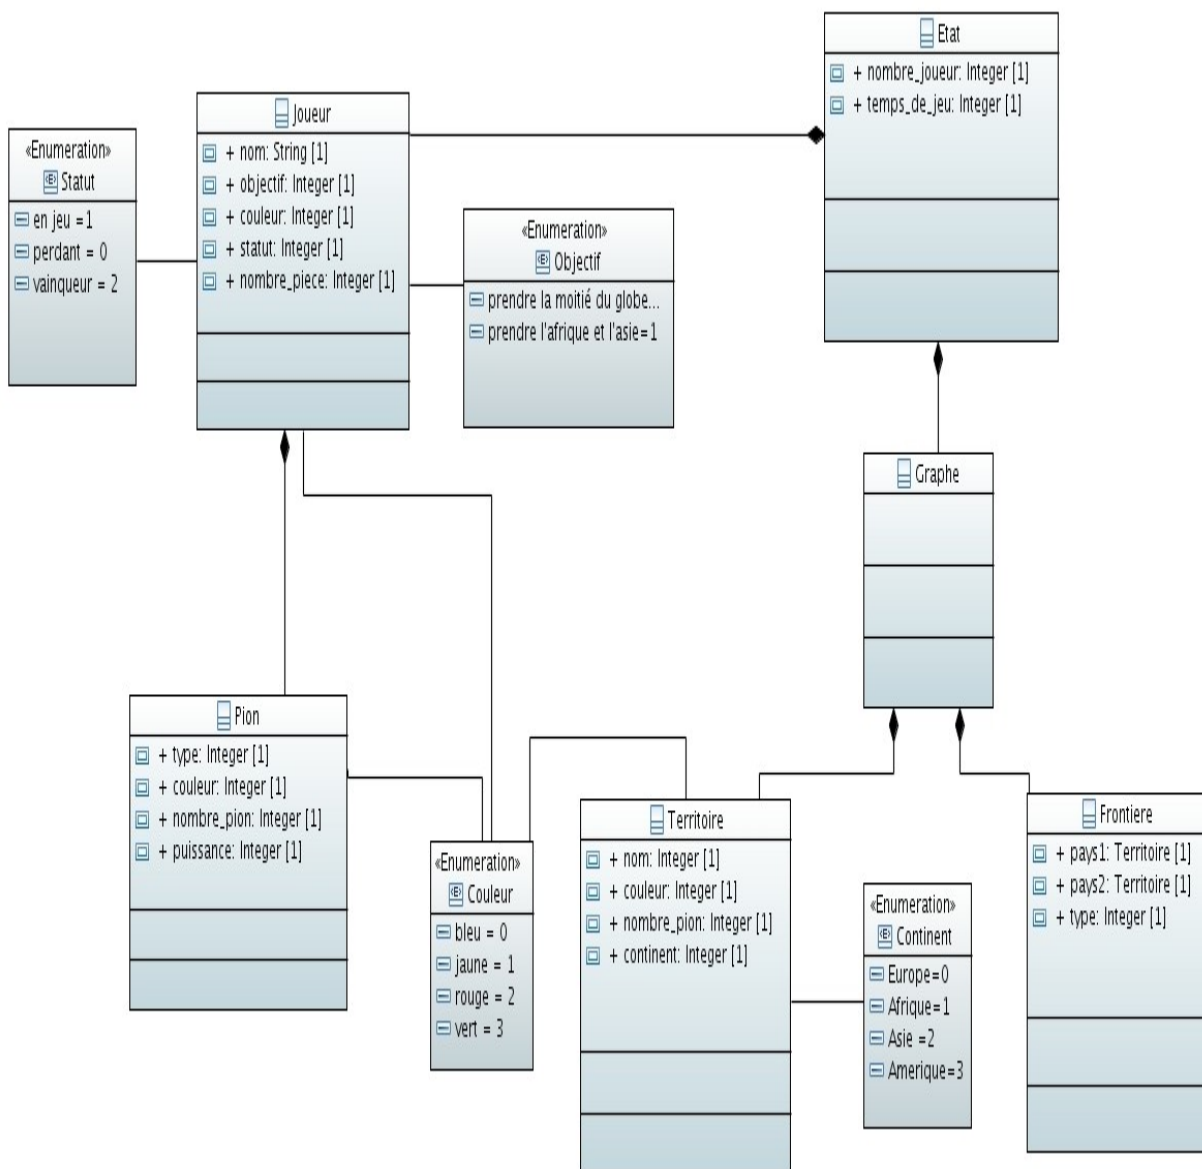 Etat
+ nombre_joueur: Integer [1]
+ temps_de_jeu: Integer [1]
Joueur
+ nom: String [1]
+ objectif: Integer [1]
+ couleur: Integer [1]
+ statut: Integer [1]
+ nombre_piece: Integer [1]
«Enumeration»
Statut
en jeu =1
perdant = 0
vainqueur = 2
«Enumeration»
Objectif
prendre la moitié du globe...
prendre l'afrique et l'asie=1
Graphe
Pion
+ type: Integer [1]
+ couleur: Integer [1]
+ nombre_pion: Integer [1]
+ puissance: Integer [1]
«Enumeration»
Couleur
bleu = 0
jaune = 1
rouge = 2
vert = 3
Territoire
+ nom: Integer [1]
+ couleur: Integer [1]
+ nombre_pion: Integer [1]
+ continent: Integer [1]
«Enumeration»
Continent
Europe=0
Afrique=1
Asie =2
Amerique=3
Frontiere
+ pays1: Territoire [1]
+ pays2: Territoire [1]
+ type: Integer [1]